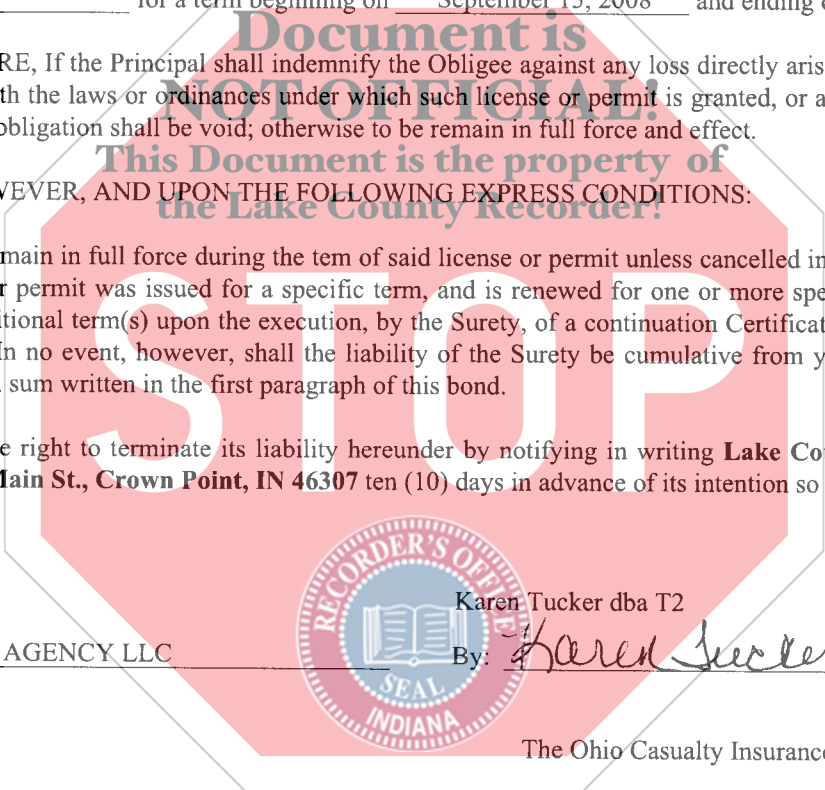 for a term beginning on September 15, 2008 and ending
Document is
RE, If the Principal shall indemnify the Obligee against any loss directly aris
NOT OFFICIAL!
th the laws or ordinances under which such license or permit is granted, or a
obligation shall be void; otherwise to be remain in full force and effect.
This Document is the property of
VEVER, AND UPON THE FOLLOWING EXPRESS CONDITIONS:
the Lake County Recorder!
main in full force during the tem of said license or permit unless cancelled in
r permit was issued for a specific term, and is renewed for one or more spe
itional term(s) upon the execution, by the Surety, of a continuation Certificat
In no event, however, shall the liability of the Surety be cumulative from y
sum written in the first paragraph of this bond.
STOP
e right to terminate its liability hereunder by notifying in writing Lake Co
Main St., Crown Point, IN 46307 ten (10) days in advance of its intention so
RECORDER'S OFFICE
SEAL
INDIANA
Karen Tucker dba T2
AGENCY LLC
By: Karen Tucke
The Ohio Casualty Insuranc